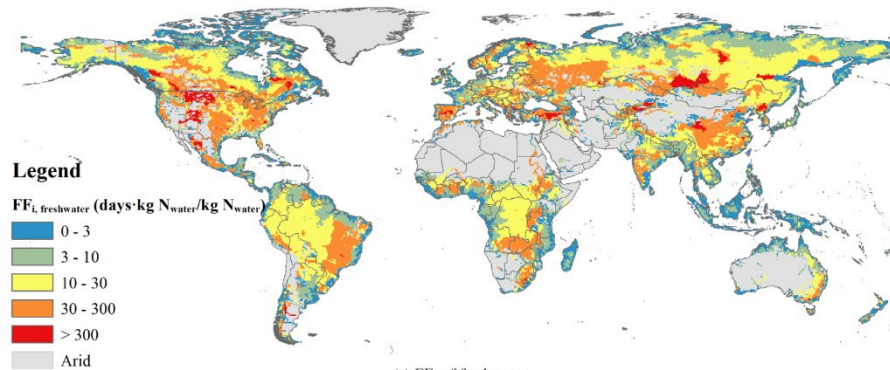 Legend
FFi, freshwater (days·kg Nwater/kg Nwater)
0 - 3
3 - 10
10 - 30
30 - 300
> 300
Arid